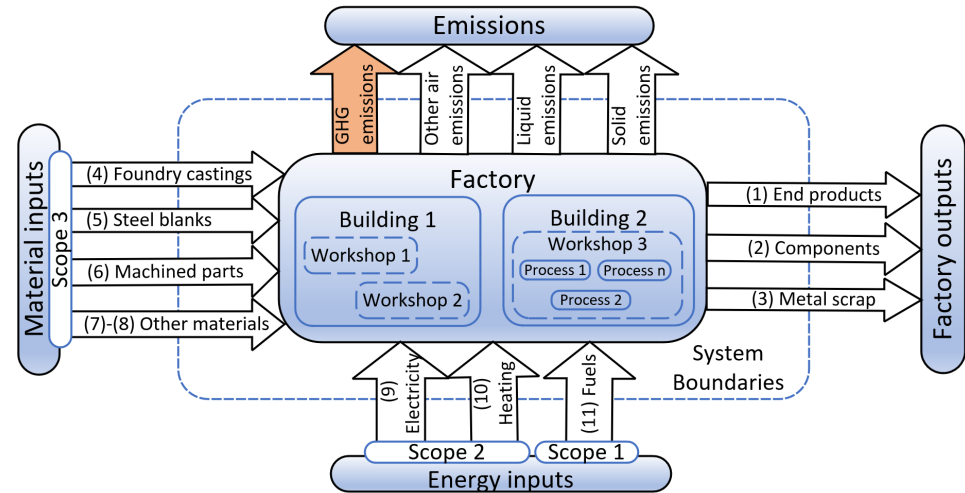 Emissions
GHG
emissions
Other air
emissions
Liquid
emissions
Solid
emissions
Material inputs
Scope 3
(4) Foundry castings
(5) Steel blanks
(6) Machined parts
(7)-(8) Other materials
Factory
Building 1
Workshop 1
Workshop 2
Building 2
Workshop 3
Process 1
Process n
Process 2
(1) End products
(2) Components
(3) Metal scrap
Factory outputs
System
Boundaries
(9)
Electricity
(10)
Heating
(11) Fuels
Scope 2
Scope 1
Energy inputs